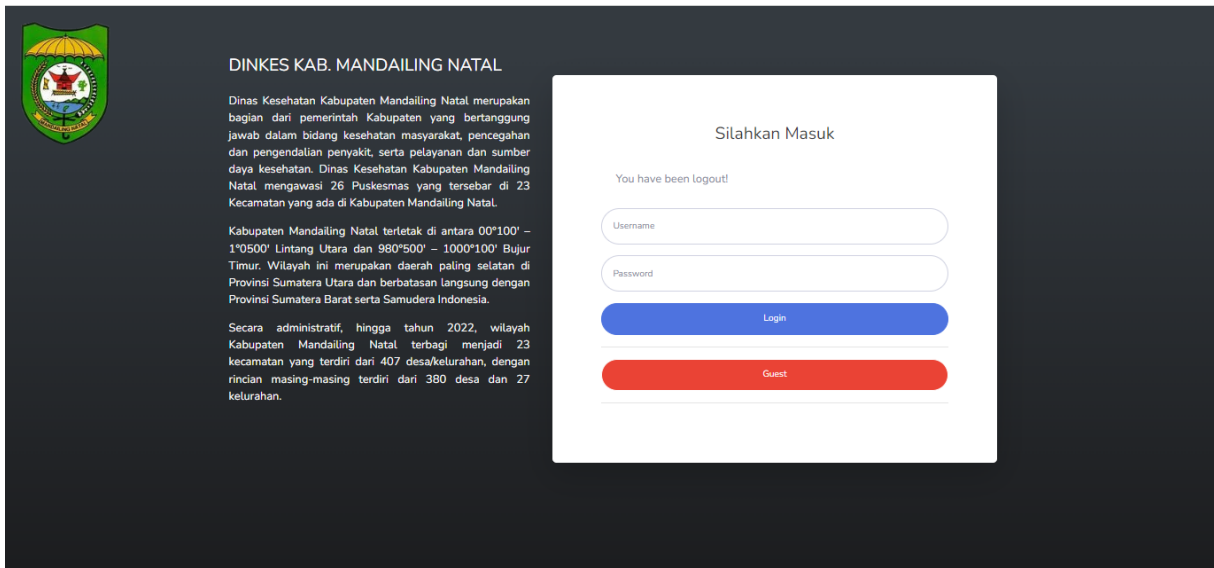 MANDAILING NATAL
DINKES KAB. MANDAILING NATAL
Dinas Kesehatan Kabupaten Mandailing Natal merupakan
bagian dari pemerintah Kabupaten yang bertanggung
jawab dalam bidang kesehatan masyarakat, pencegahan
dan pengendalian penyakit, serta pelayanan dan sumber
daya kesehatan. Dinas Kesehatan Kabupaten Mandailing
Natal mengawasi 26 Puskesmas yang tersebar di 23
Kecamatan yang ada di Kabupaten Mandailing Natal.
Kabupaten Mandailing Natal terletak di antara 00°100' –
1°0500' Lintang Utara dan 980°500' – 1000°100' Bujur
Timur. Wilayah ini merupakan daerah paling selatan di
Provinsi Sumatera Utara dan berbatasan langsung dengan
Provinsi Sumatera Barat serta Samudera Indonesia.
Secara administratif, hingga tahun 2022, wilayah
Kabupaten Mandailing Natal terbagi menjadi 23
kecamatan yang terdiri dari 407 desa/kelurahan, dengan
rincian masing-masing terdiri dari 380 desa dan 27
kelurahan.
Silahkan Masuk
You have been logout!
Username
Password
Login
Guest